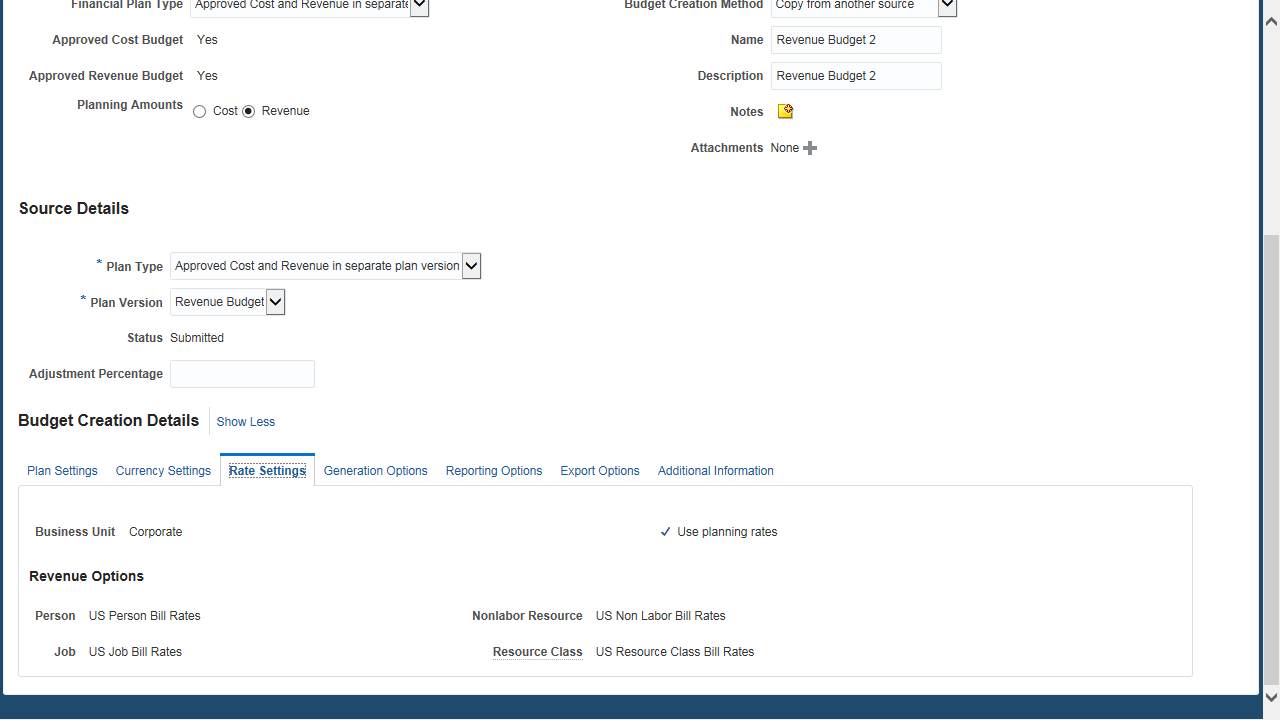 Financial Plan Type Approved Cost and Revenue in separate Budget Creation Method Copy from another source
Approved Cost Budget Yes Name Revenue Budget 2
Approved Revenue Budget Yes Description Revenue Budget 2
Planning Amounts Cost Revenue Notes
Attachments None
Source Details
* Plan Type Approved Cost and Revenue in separate plan version
* Plan Version Revenue Budget
Status Submitted
Adjustment Percentage
Budget Creation Details Show Less
Plan Settings Currency Settings Rate Settings Generation Options Reporting Options Export Options Additional Information
Business Unit Corporate Use planning rates
Revenue Options
Person US Person Bill Rates Nonlabor Resource US Non Labor Bill Rates
Job US Job Bill Rates Resource Class US Resource Class Bill Rates